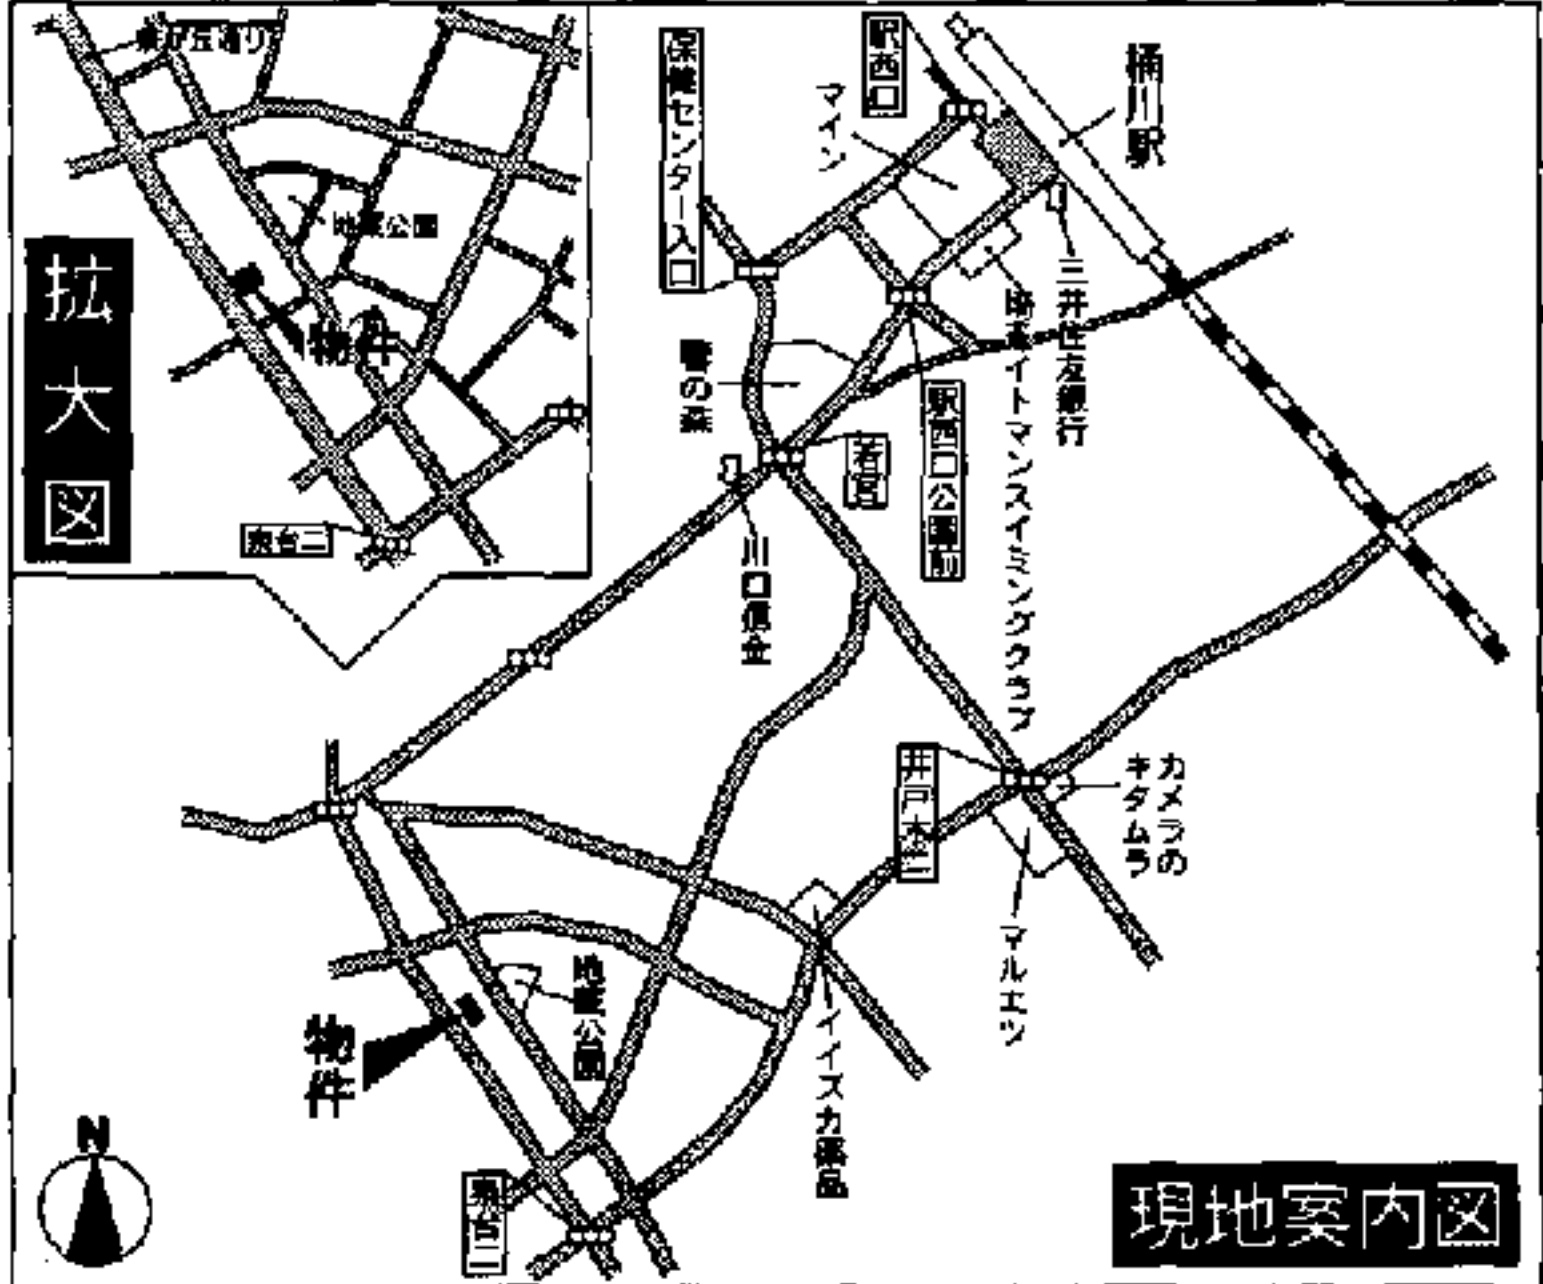 拡大図
地蔵公園
物件
泉台二
保健センター入口
駅西口
マイン
桶川駅
三井住友銀行
埼玉イトマンスイミングクラブ
駅西口公園前
若宮
川口信金
井戸木二
カメラの
キタムラ
マルエツ
イイズカ薬品
地蔵公園
物件
泉台二
N
現地案内図